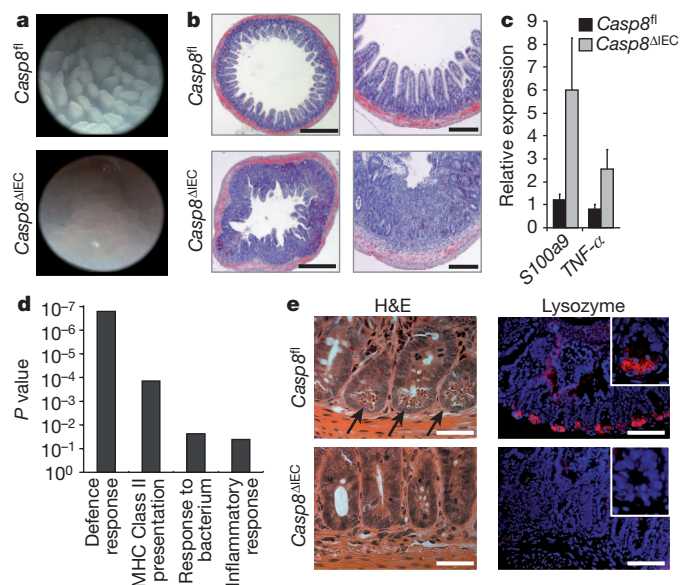 a
b
c
Casp8fl
Casp8ΔIEC
Casp8fl
Casp8ΔIEC
Casp8fl
Casp8ΔIEC
Relative expression
9
8
7
6
5
4
3
2
1
0
S100a9
TNF-α
d
P value
10-7
10-6
10-5
10-4
10-3
10-2
10-1
100
Defence
response
MHC Class II
presentation
Response to
bacterium
Inflammatory
response
e
H&E
Lysozyme
Casp8fl
Casp8ΔIEC